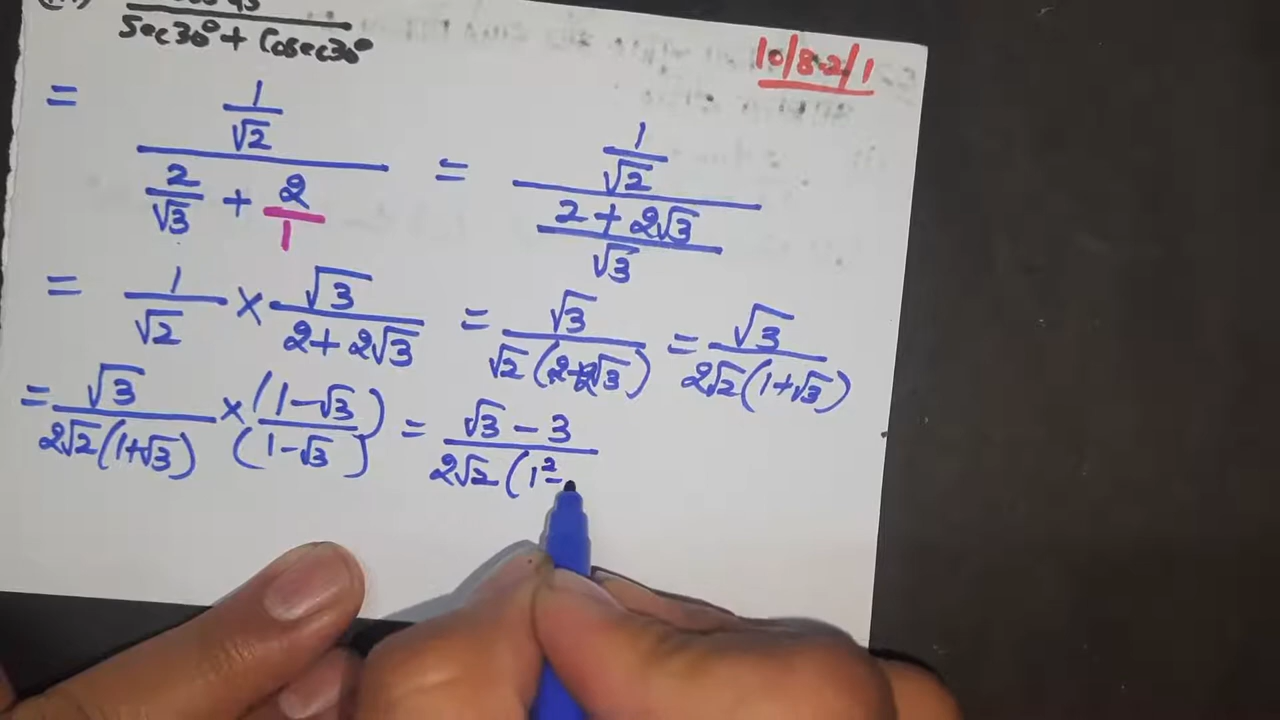 Sec30° + Cosec30°
10/8.2/1
= 1/√2 / (2/√3 + 2/1) = 1/√2 / ((2+2√3)/√3)
= 1/√2 × √3/(2+2√3) = √3/(√2(2+2√3)) = √3/(2√2(1+√3))
= √3/(2√2(1+√3)) × (1-√3)/(1-√3) = (√3-3)/(2√2(1²-